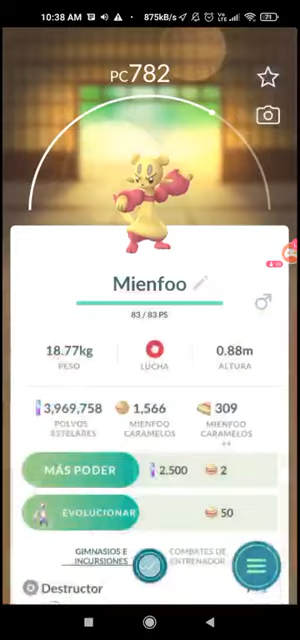 10:38 AM 875kB/s 71
PC782
Mienfoo
83 / 83 PS
18.77kg LUCHA 0.88m
PESO ALTURA
3,969,758 1,566 309
POLVOS ESTELARES MIENFOO CARAMELOS MIENFOO CARAMELOS
MÁS PODER 2,500 2
EVOLUCIONAR 50
GIMNASIOS E INCURSIONES COMBATES DE ENTRENADOR
Destructor